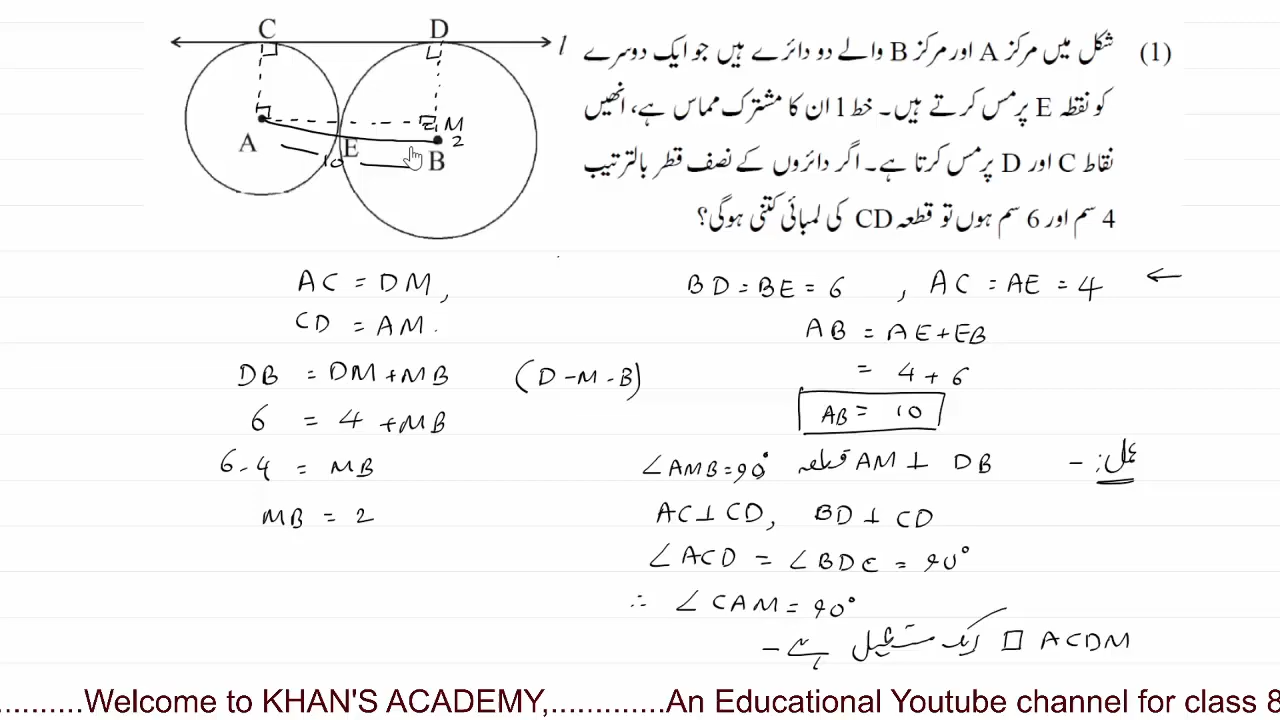 (1) شکل میں مرکز A اور مرکز B والے دو دائرے ہیں جو ایک دوسرے
کو نقطہ E پر مس کرتے ہیں۔ خط l ان کا مشترک مماس ہے، انھیں
نقاط C اور D پر مس کرتا ہے۔ اگر دائروں کے نصف قطر بالترتیب
4 سم اور 6 سم ہوں تو قطعہ CD کی لمبائی کتنی ہوگی؟
C D l
A E B M 2
10
BD = BE = 6 , AC = AE = 4 ←
AB = AE + EB
= 4 + 6
AB = 10
عمل: -
∠AMB = 90° قطعہ AM ⊥ DB
AC ⊥ CD, BD ⊥ CD
∠ACD = ∠BDC = 90°
∴ ∠CAM = 90°
□ ACDM ایک مستطیل ہے -
AC = DM,
CD = AM.
DB = DM + MB (D-M-B)
6 = 4 + MB
6-4 = MB
MB = 2
..........Welcome to KHAN'S ACADEMY,.............An Educational Youtube channel for class 8